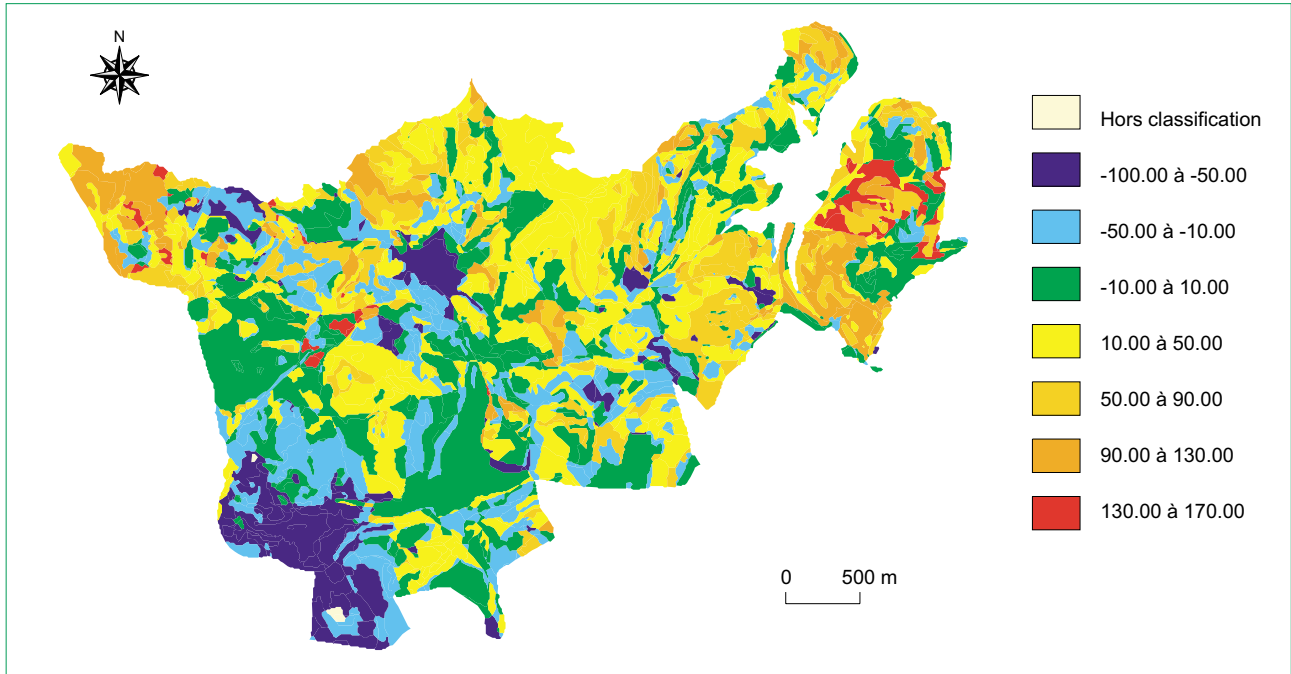 N
Hors classification
-100.00 à -50.00
-50.00 à -10.00
-10.00 à 10.00
10.00 à 50.00
50.00 à 90.00
90.00 à 130.00
130.00 à 170.00
0 500 m